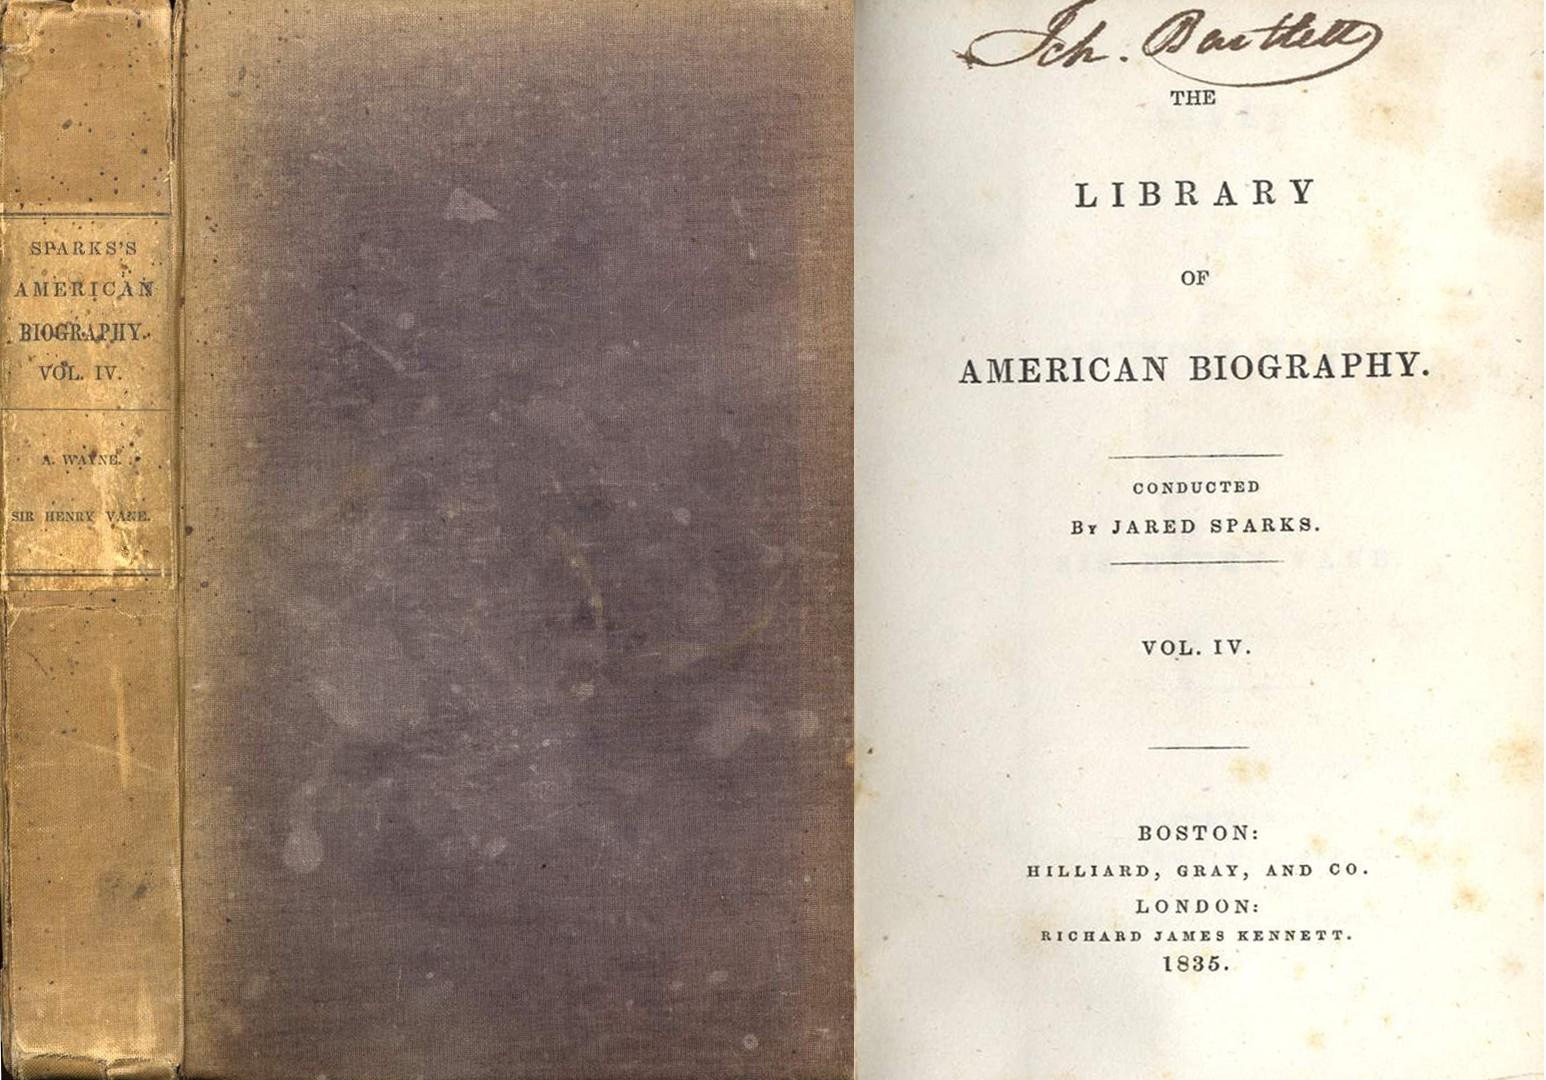 SPARKS'S
AMERICAN
BIOGRAPHY.
VOL. IV.
A. WAYNE.
SIR HENRY VANE.
Ich. Bartlett
THE
LIBRARY
OF
AMERICAN BIOGRAPHY.
CONDUCTED
BY JARED SPARKS.
VOL. IV.
BOSTON:
HILLIARD, GRAY, AND CO.
LONDON:
RICHARD JAMES KENNETT.
1835.